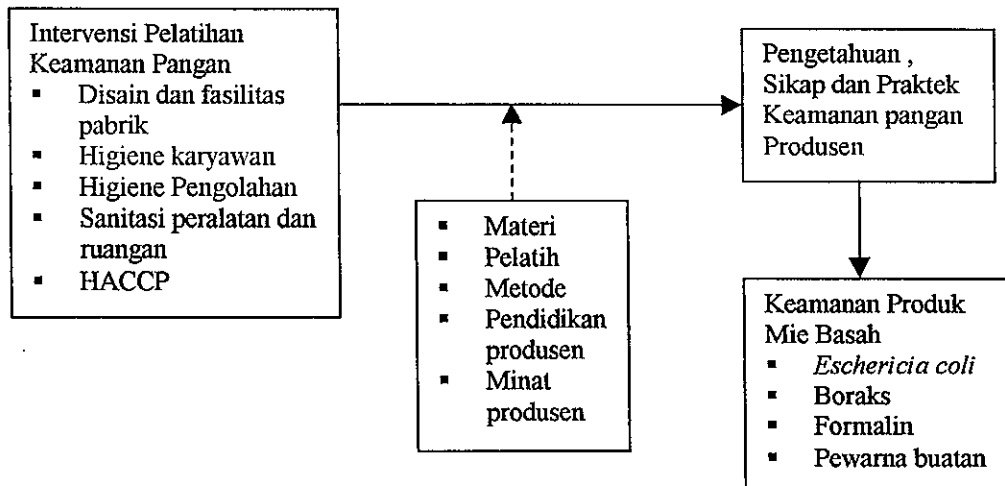 Intervensi Pelatihan
Keamanan Pangan
▪ Disain dan fasilitas
pabrik
▪ Higiene karyawan
▪ Higiene Pengolahan
▪ Sanitasi peralatan dan
ruangan
▪ HACCP
▪ Materi
▪ Pelatih
▪ Metode
▪ Pendidikan
produsen
▪ Minat
produsen
Pengetahuan ,
Sikap dan Praktek
Keamanan pangan
Produsen
Keamanan Produk
Mie Basah
▪ Eschericia coli
▪ Boraks
▪ Formalin
▪ Pewarna buatan